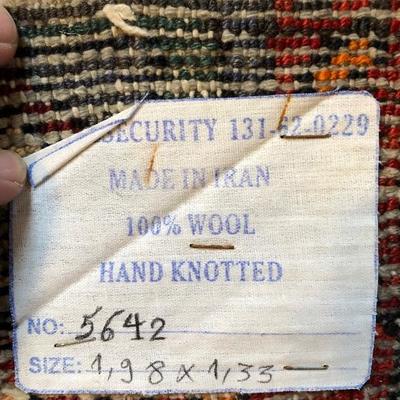 SECURITY 131-62-0229
MADE IN IRAN
100% WOOL
HAND KNOTTED
NO: 5642
SIZE: 1,98 x 1,33